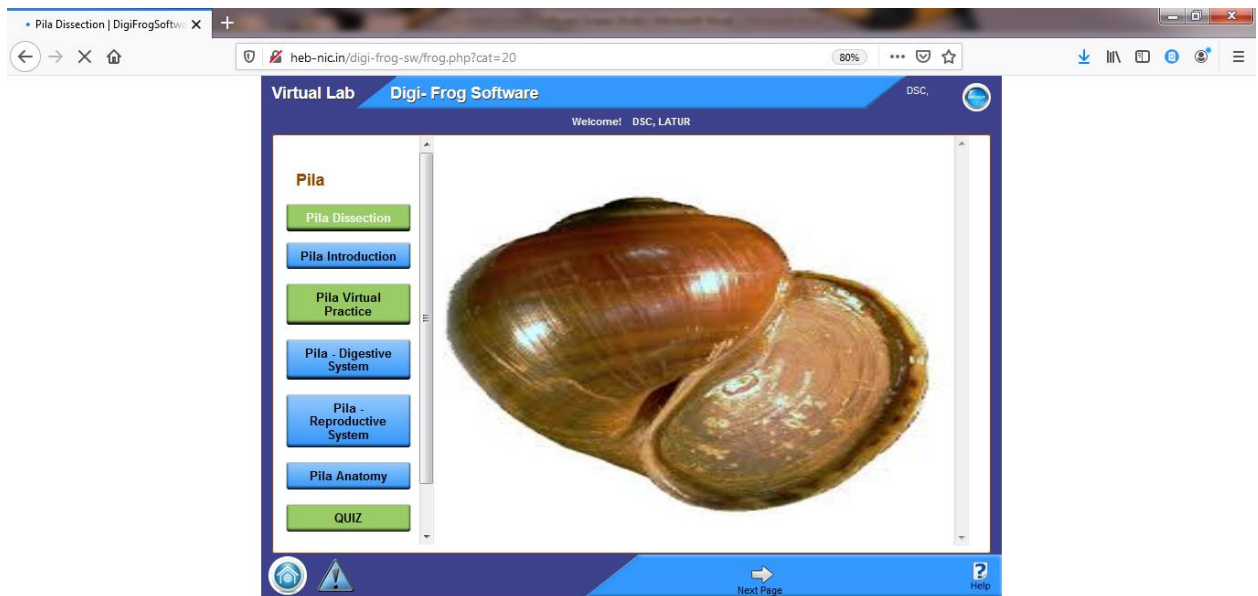 Pila Dissection | DigiFrogSoftw
heb-nic.in/digi-frog-sw/frog.php?cat=20
80%
Virtual Lab
Digi- Frog Software
DSC,
Welcome! DSC, LATUR
Pila
Pila Dissection
Pila Introduction
Pila Virtual
Practice
Pila - Digestive
System
Pila -
Reproductive
System
Pila Anatomy
QUIZ
Next Page
?
Help